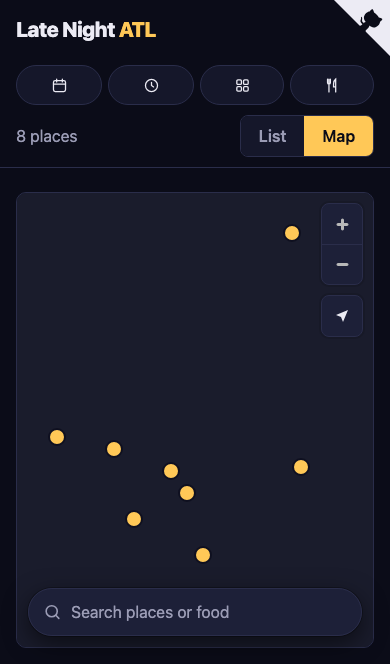 Late Night ATL
8 places
List
Map
+
−
Search places or food